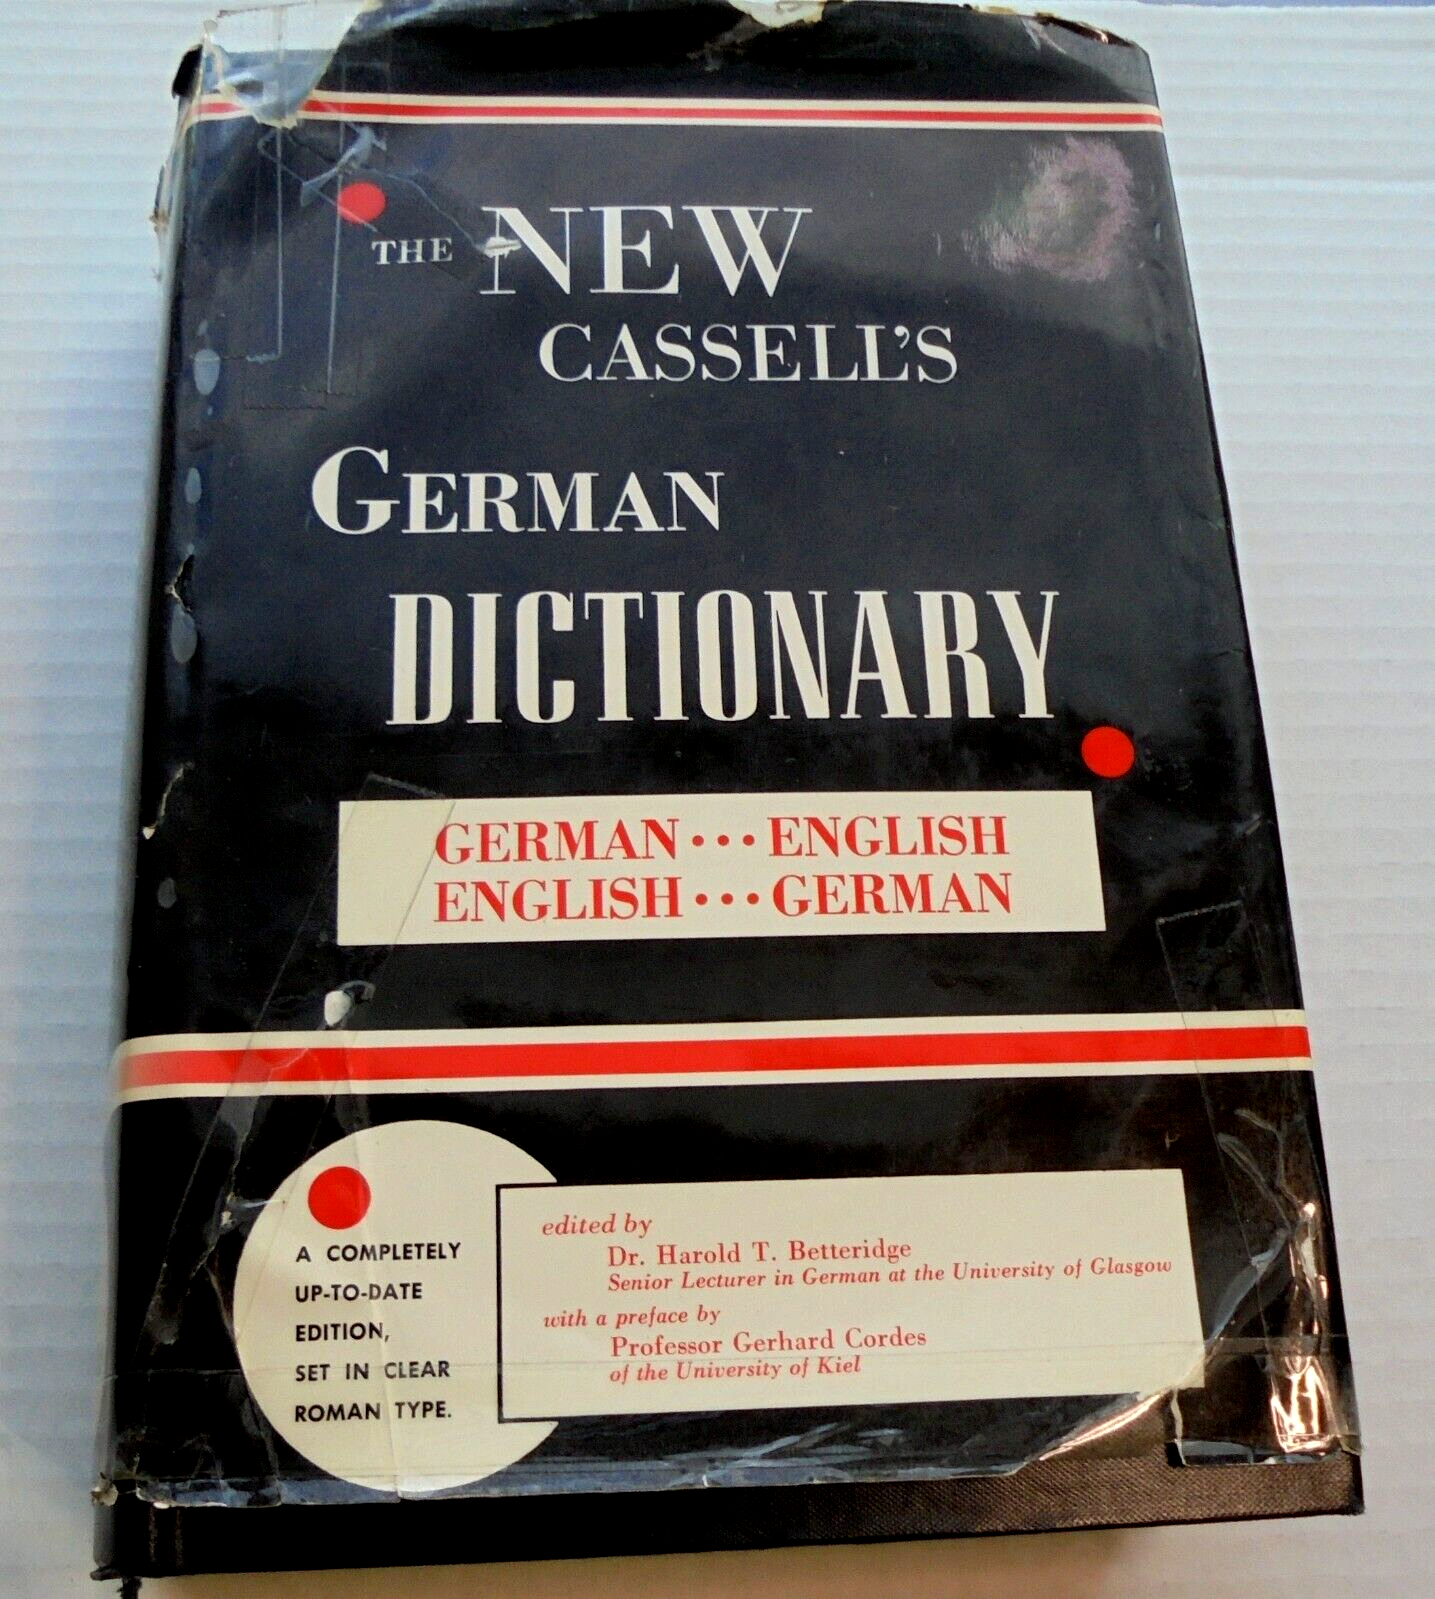 THE NEW
CASSELL'S
GERMAN
DICTIONARY
GERMAN...ENGLISH
ENGLISH...GERMAN
A COMPLETELY
UP-TO-DATE
EDITION,
SET IN CLEAR
ROMAN TYPE.
edited by
Dr. Harold T. Betteridge
Senior Lecturer in German at the University of Glasgow
with a preface by
Professor Gerhard Cordes
of the University of Kiel